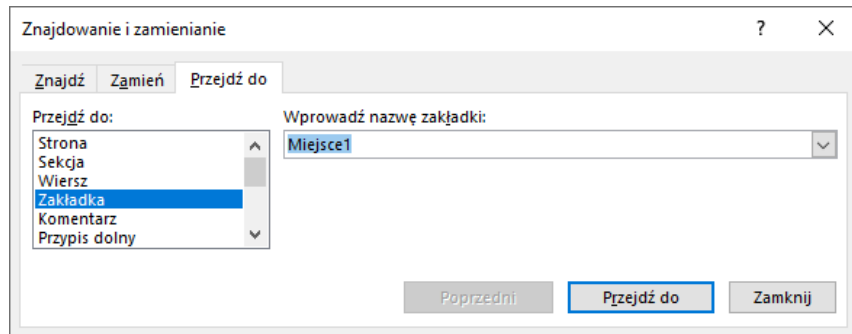 Znajdowanie i zamienianie ?
Znajdź Zamień Przejdź do
Przejdź do:
Strona
Sekcja
Wiersz
Zakładka
Komentarz
Przypis dolny
Wprowadź nazwę zakładki:
Miejsce1
Poprzedni Przejdź do Zamknij